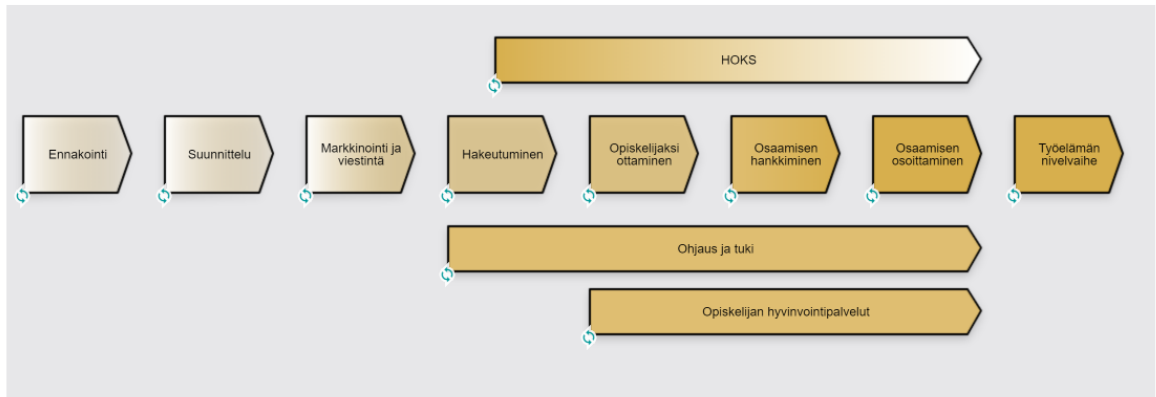 HOKS
Ennakointi
Suunnittelu
Markkinointi ja
viestintä
Hakeutuminen
Opiskelijaksi
ottaminen
Osaamisen
hankkiminen
Osaamisen
osoittaminen
Työelämän
nivelvaihe
Ohjaus ja tuki
Opiskelijan hyvinvointipalvelut